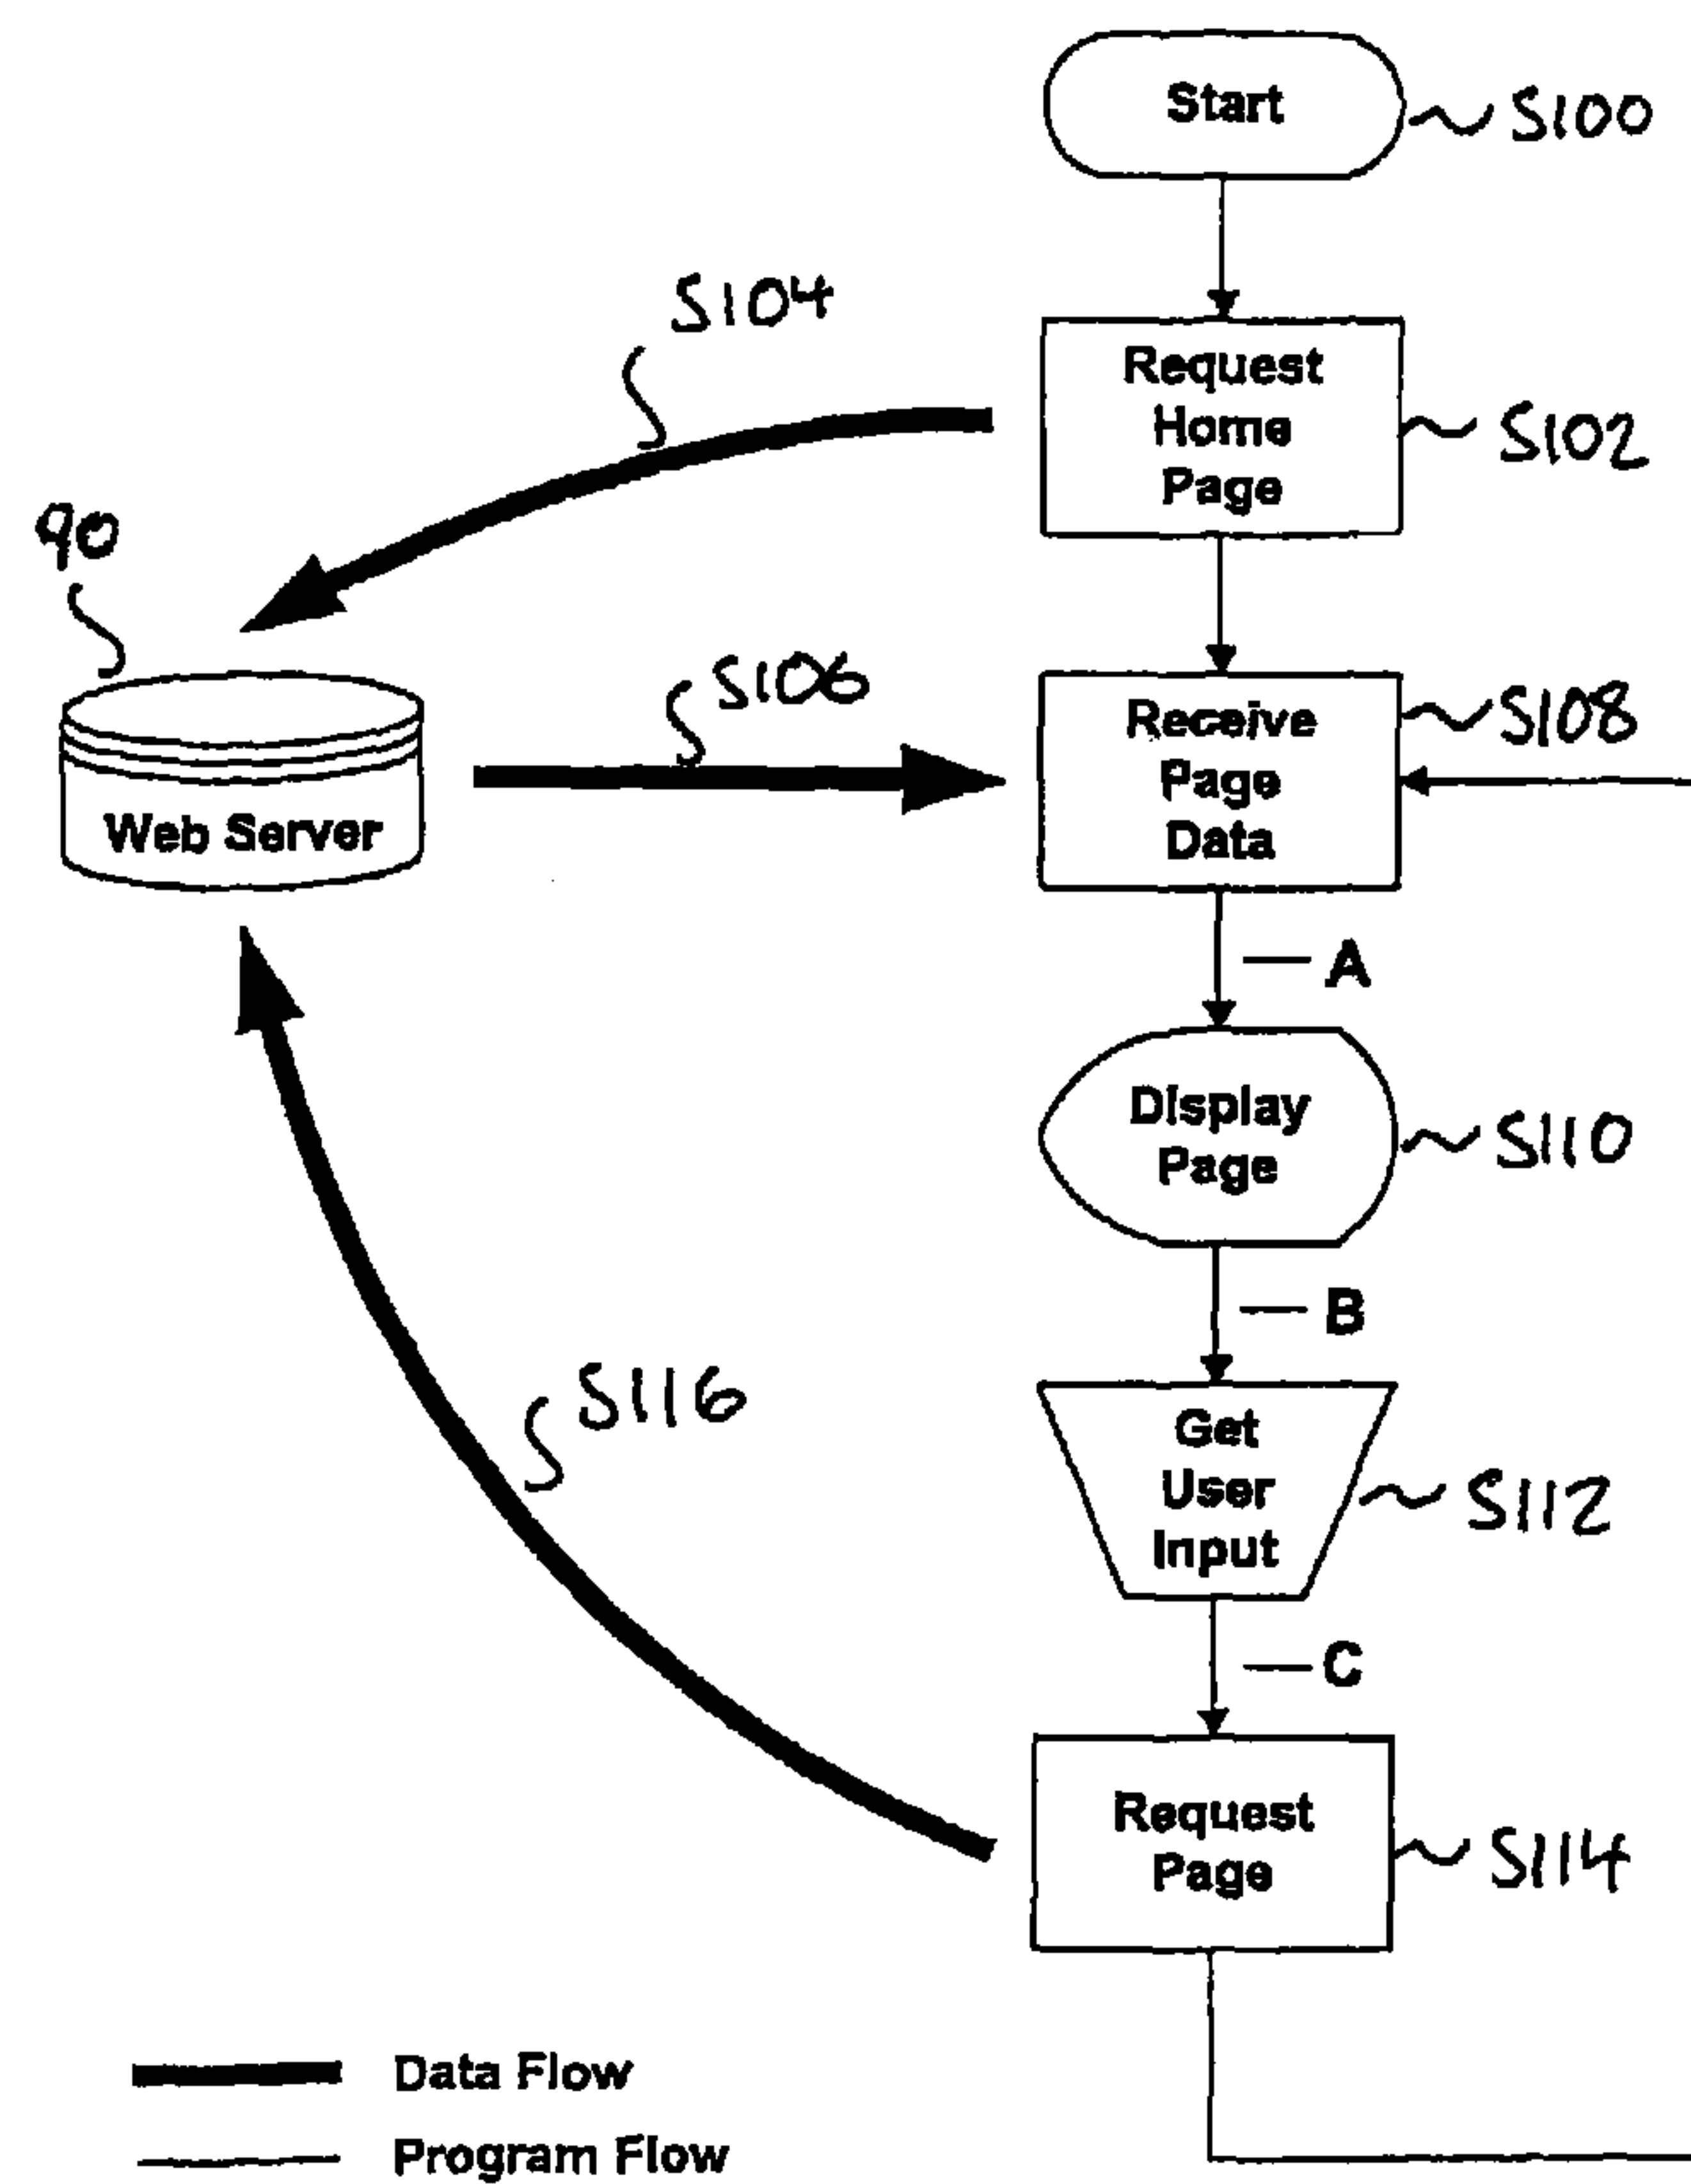 Start
S100
S104
Request
Home
Page
S102
90
S106
Receive
Page
Data
S108
Web Server
A
Display
Page
S110
B
S116
Get
User
Input
S112
C
Request
Page
S114
Data Flow
Program Flow